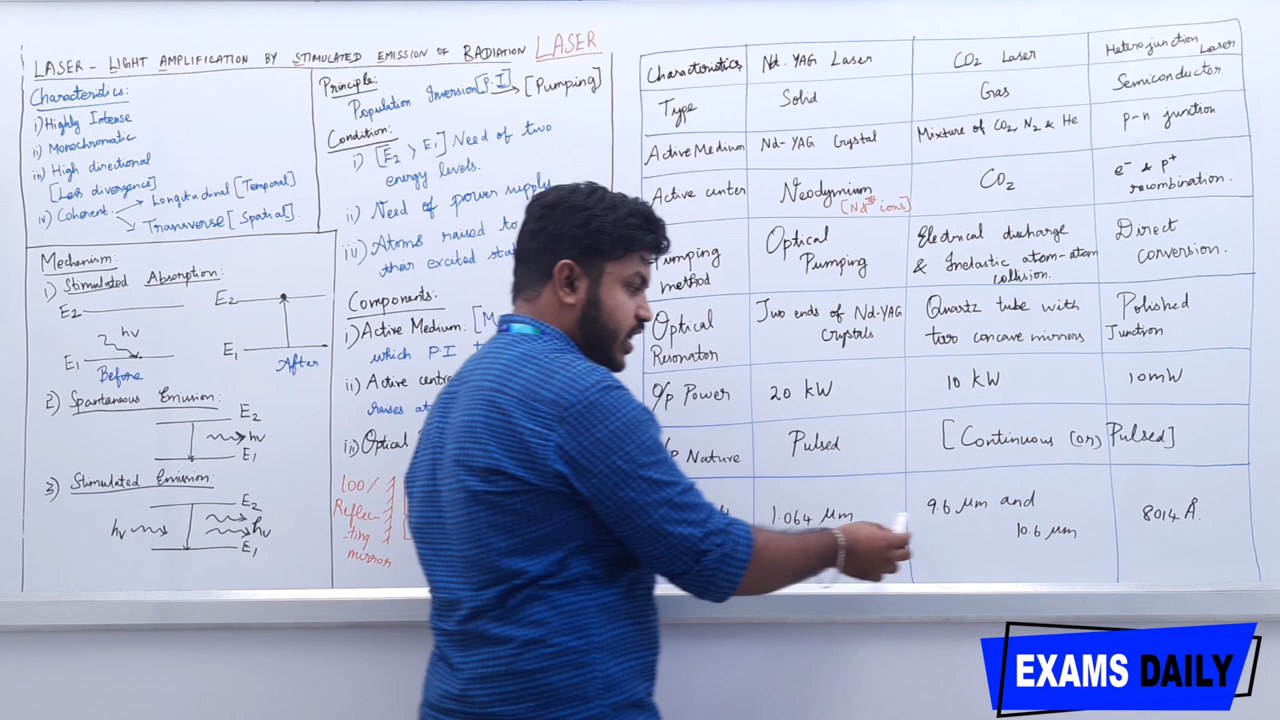 LASER - LIGHT AMPLIFICATION BY STIMULATED EMISSION OF RADIATION LASER
Characteristics:
i) Highly Intense
ii) Monochromatic
iii) High directional
[Less divergence]
iv) Coherent → Longitudinal [Temporal]
→ Transverse [Spatial].
Mechanism:
1) Stimulated Absorption:
E2
hν
E1
Before
E2
E1
After
2) Spontaneous Emission:
E2
hν
E1
3) Stimulated Emission:
E2
hν
hν
E1
Principle:
Population Inversion [P.I] → [Pumping]
Condition:
i) [E2 > E1] Need of two
energy levels.
ii) Need of power supply
iii) Atoms raised to
their excited
Components:
i) Active Medium:
which P.I
ii) Active
raises
iii) Optical
100%
Reflec-
-ting
mirror
Characteristics Nd-YAG Laser CO2 Laser Heterojunction Laser
Type Solid Gas Semiconductor
Active Medium Nd-YAG Crystal Mixture of CO2, N2 & He p-n junction
Active center Neodymium CO2 e- & p+
[Nd3+ ions] recombination.
Pumping Optical Electrical discharge Direct
method Pumping & Inelastic atom-atom conversion.
collision.
Optical Two ends of Nd-YAG Quartz tube with Polished
Resonator Crystals two concave mirrors Junction
O/p Power 20 kW 10 kW 10mW
Nature Pulsed [Continuous (or) Pulsed]
1.064 μm 9.6 μm and 8014 Å.
10.6 μm
EXAMS DAILY